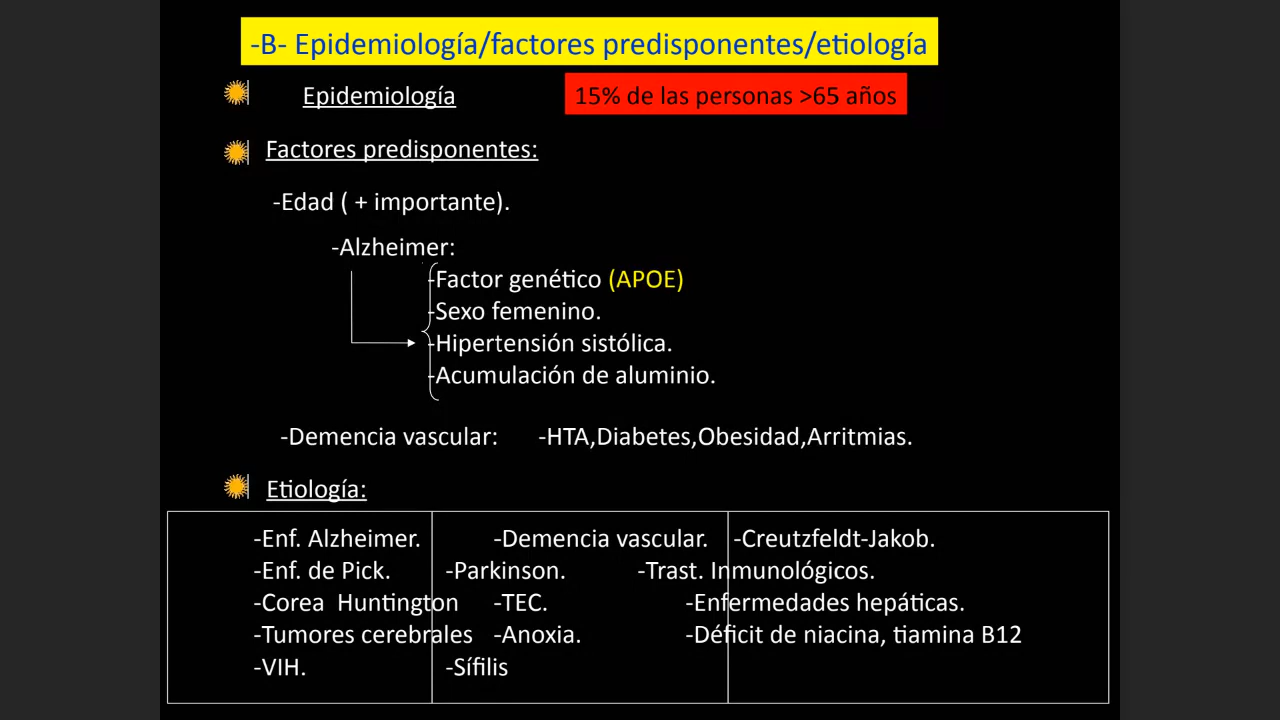 -B- Epidemiología/factores predisponentes/etiología
Epidemiología 15% de las personas >65 años
Factores predisponentes:
-Edad ( + importante).
-Alzheimer:
-Factor genético (APOE)
-Sexo femenino.
-Hipertensión sistólica.
-Acumulación de aluminio.
-Demencia vascular: -HTA,Diabetes,Obesidad,Arritmias.
Etiología:
-Enf. Alzheimer. -Demencia vascular. -Creutzfeldt-Jakob.
-Enf. de Pick. -Parkinson. -Trast. Inmunológicos.
-Corea Huntington -TEC. -Enfermedades hepáticas.
-Tumores cerebrales -Anoxia. -Déficit de niacina, tiamina B12
-VIH. -Sífilis